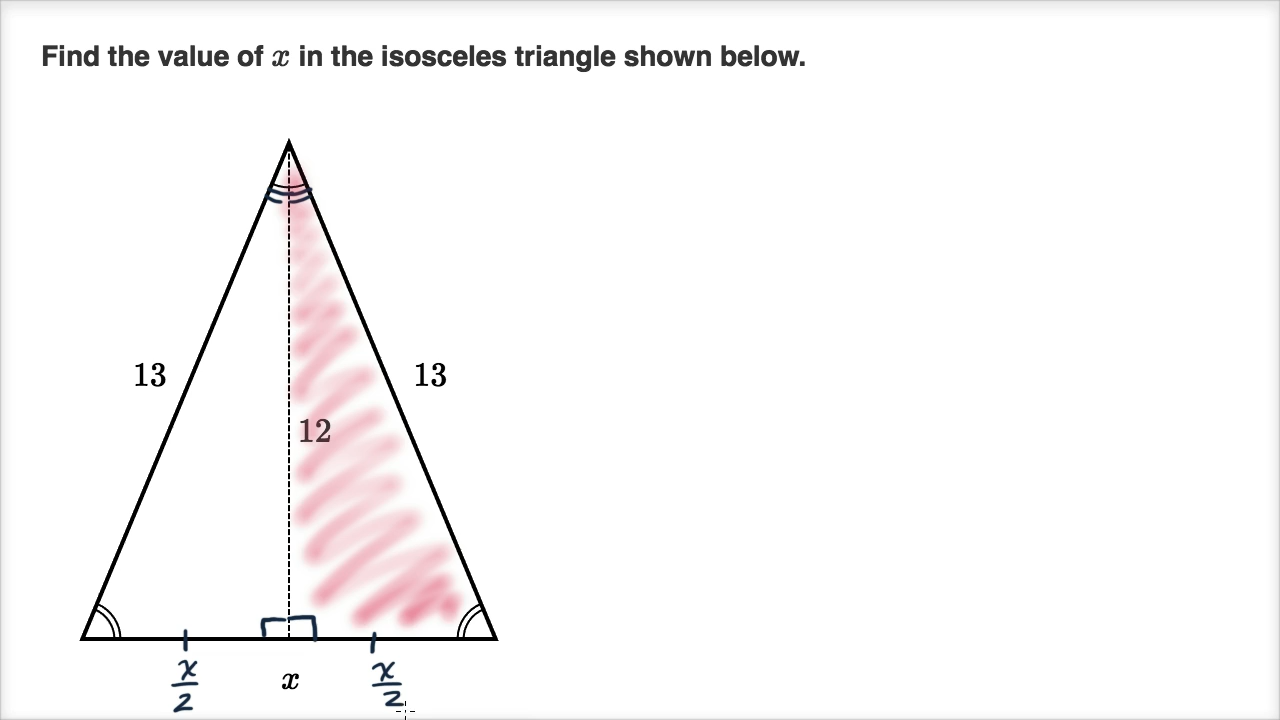 Find the value of x in the isosceles triangle shown below.
13
13
12
x/2
x
x/2